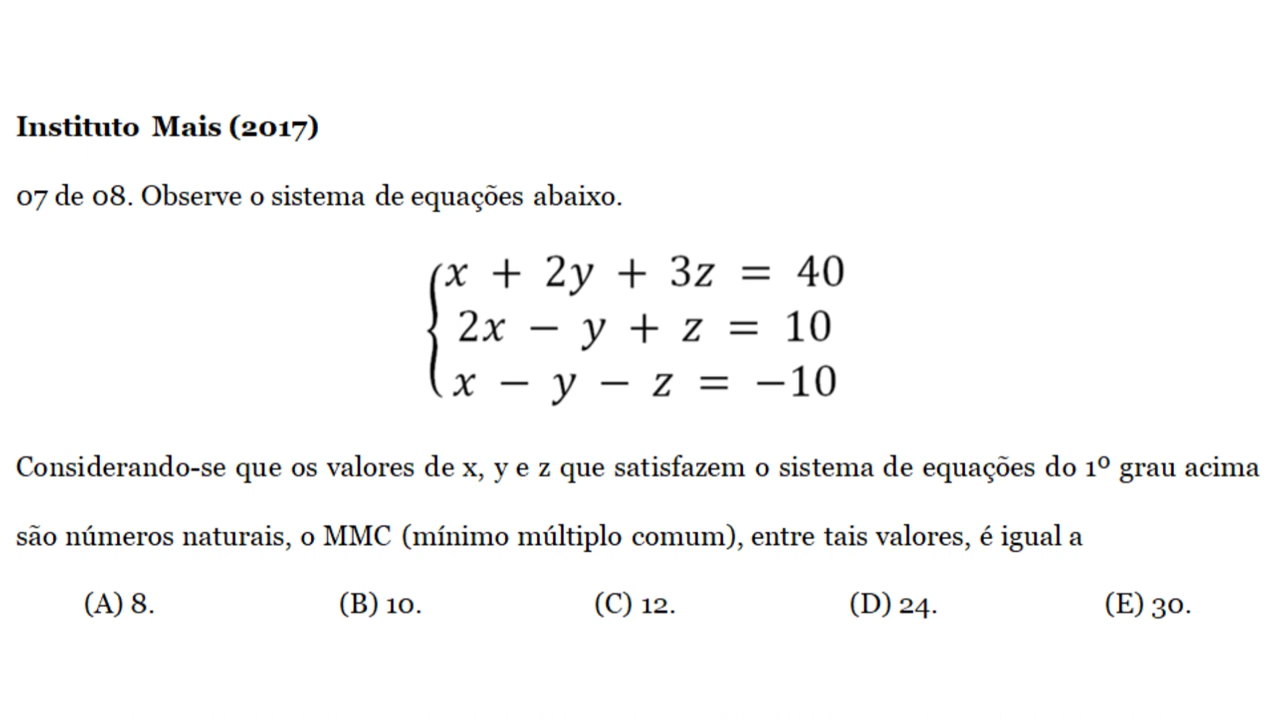 Instituto Mais (2017)
07 de 08. Observe o sistema de equações abaixo.
x + 2y + 3z = 40
2x − y + z = 10
x − y − z = −10
Considerando-se que os valores de x, y e z que satisfazem o sistema de equações do 1º grau acima
são números naturais, o MMC (mínimo múltiplo comum), entre tais valores, é igual a
(A) 8. (B) 10. (C) 12. (D) 24. (E) 30.